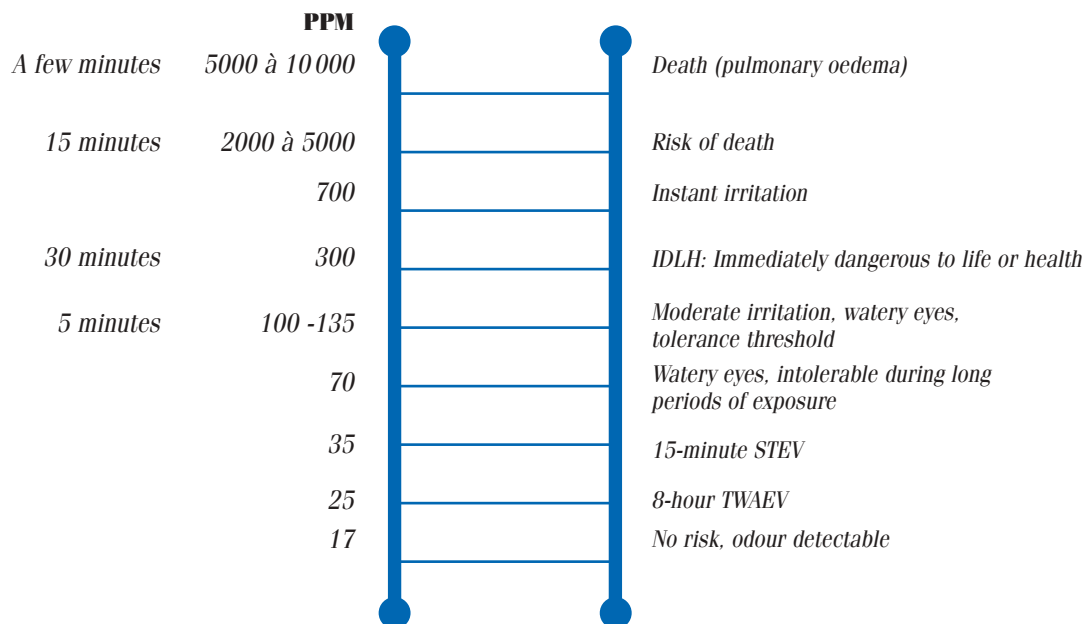 PPM
A few minutes 5000 à 10 000 Death (pulmonary oedema)
15 minutes 2000 à 5000 Risk of death
700 Instant irritation
30 minutes 300 IDLH: Immediately dangerous to life or health
5 minutes 100 -135 Moderate irritation, watery eyes,
tolerance threshold
70 Watery eyes, intolerable during long
periods of exposure
35 15-minute STEV
25 8-hour TWAEV
17 No risk, odour detectable